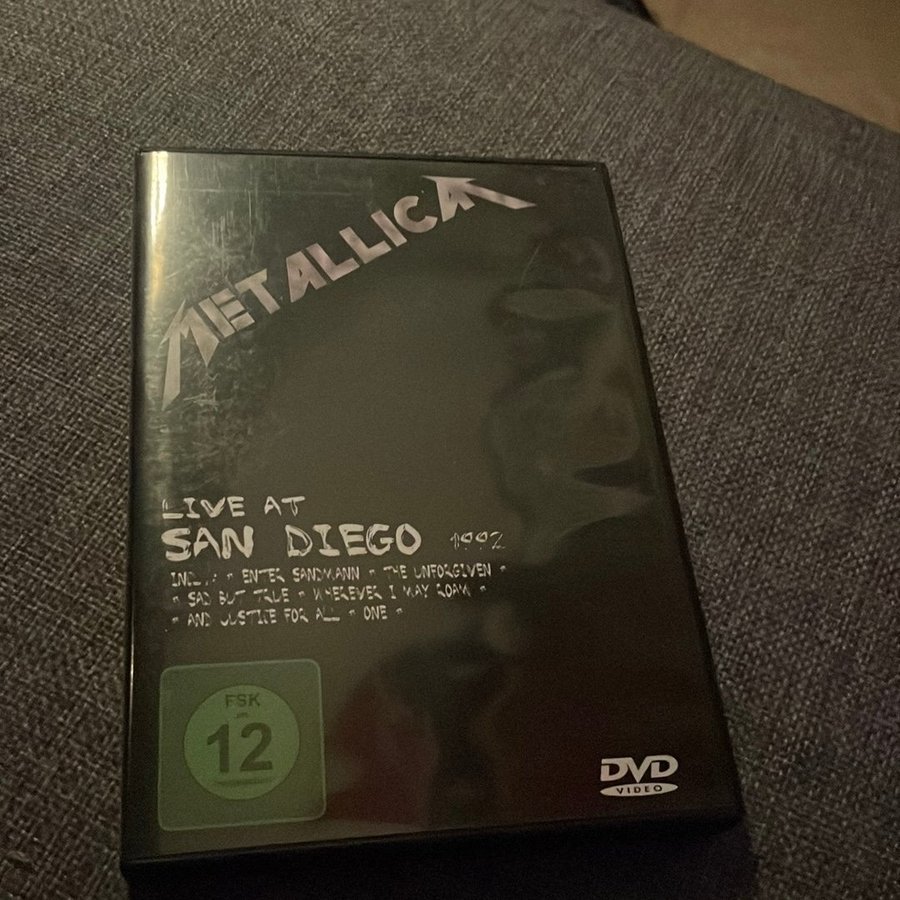 METALLICA
LIVE AT
SAN DIEGO 1992
INCL.: * ENTER SANDMANN * THE UNFORGIVEN *
* SAD BUT TRUE * WHEREVER I MAY ROAM *
* AND JUSTICE FOR ALL * ONE *
FSK
12
DVD
VIDEO